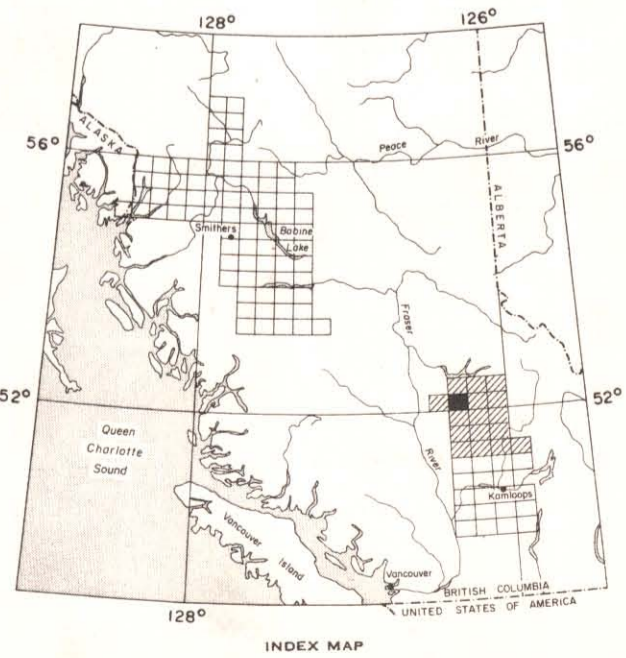 128°
126°
ALASKA
56°
Peace River
56°
ALBERTA
Smithers
Babine
Lake
Fraser
52°
52°
Queen
Charlotte
Sound
River
Kamloops
Vancouver Island
Vancouver
BRITISH COLUMBIA
UNITED STATES OF AMERICA
128°
INDEX MAP